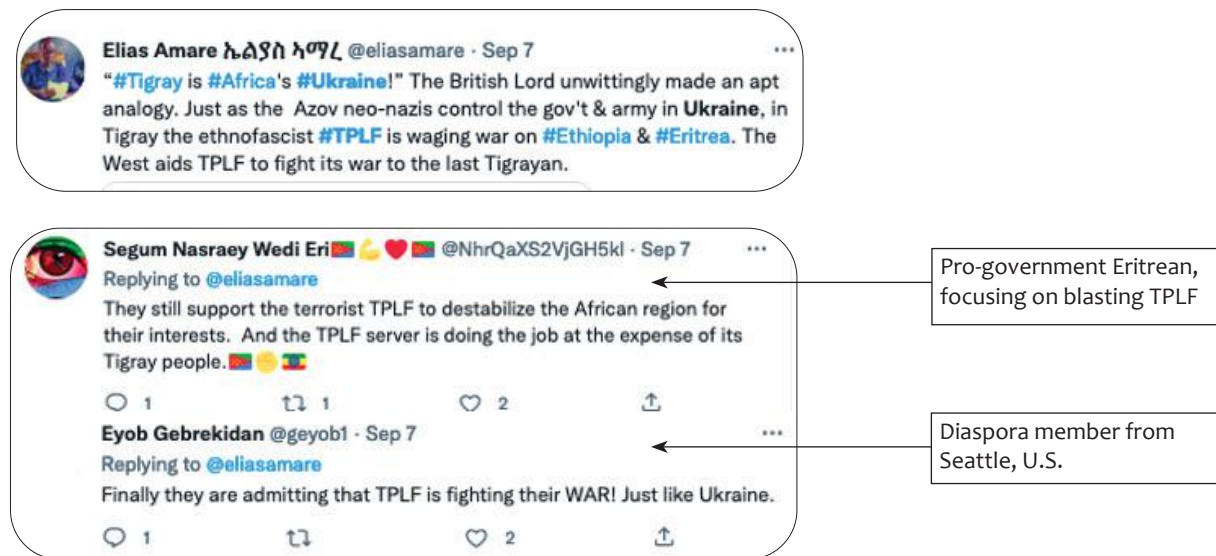 Elias Amare ኤልያስ ኣማረ @eliasamare · Sep 7
“#Tigray is #Africa's #Ukraine!” The British Lord unwittingly made an apt
analogy. Just as the Azov neo-nazis control the gov't & army in Ukraine, in
Tigray the ethnofascist #TPLF is waging war on #Ethiopia & #Eritrea. The
West aids TPLF to fight its war to the last Tigrayan.
Segum Nasraey Wedi Eri🇪🇷💪❤️🇪🇷 @NhrQaXS2VjGH5kl · Sep 7
Replying to @eliasamare
They still support the terrorist TPLF to destabilize the African region for
their interests. And the TPLF server is doing the job at the expense of its
Tigray people.🇪🇷✊🇪🇹
1 1 2
Eyob Gebrekidan @geyob1 · Sep 7
Replying to @eliasamare
Finally they are admitting that TPLF is fighting their WAR! Just like Ukraine.
1 2
Pro-government Eritrean,
focusing on blasting TPLF
Diaspora member from
Seattle, U.S.